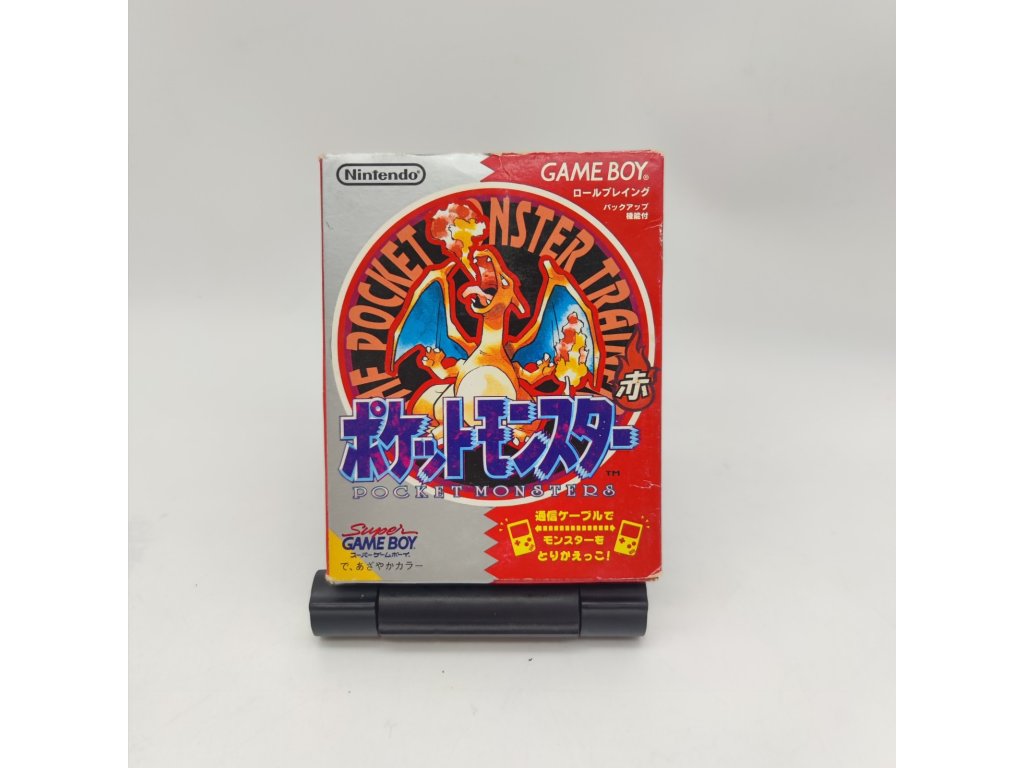 Nintendo
GAME BOY
ロールプレイング
バックアップ
機能付
POCKET MONSTER
赤
ポケットモンスター
TM
POCKET MONSTERS
通信ケーブルで
モンスターを
とりかえっこ!
Super
GAME BOY
スーパーゲームボーイ
で、あざやかカラー